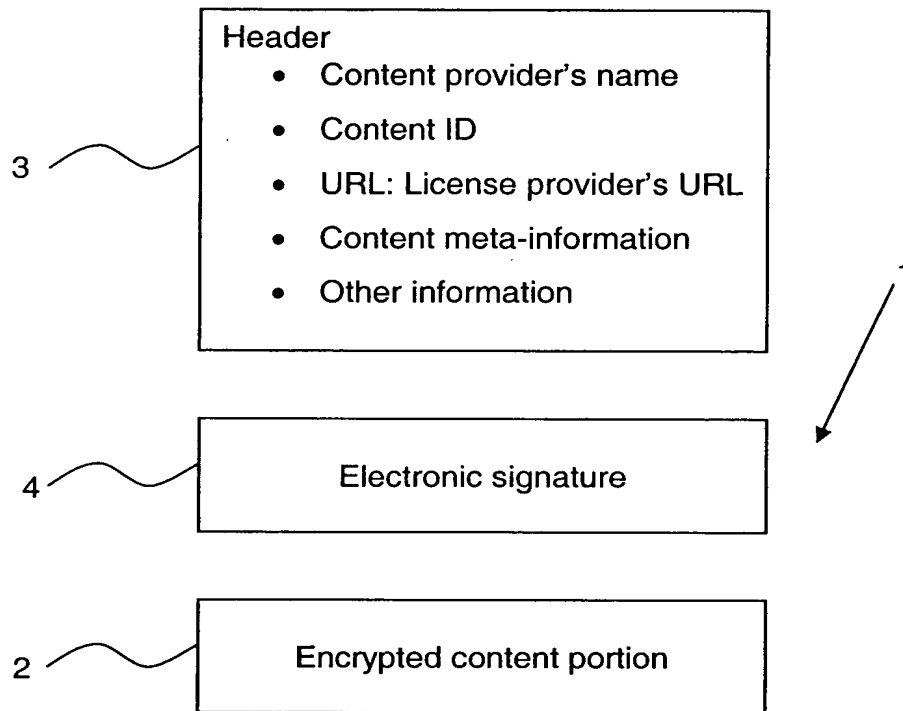 Header
• Content provider's name
• Content ID
3
• URL: License provider's URL
• Content meta-information
• Other information
4
Electronic signature
2
Encrypted content portion